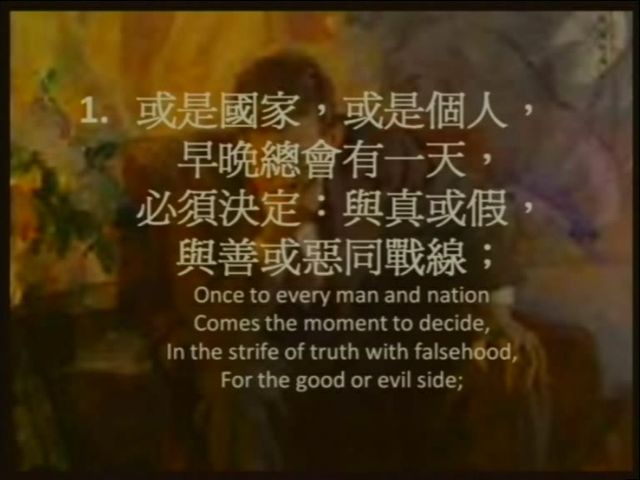 1. 或是國家，或是個人，
早晚總會有一天，
必須決定：與真或假，
與善或惡同戰線；
Once to every man and nation
Comes the moment to decide,
In the strife of truth with falsehood,
For the good or evil side;